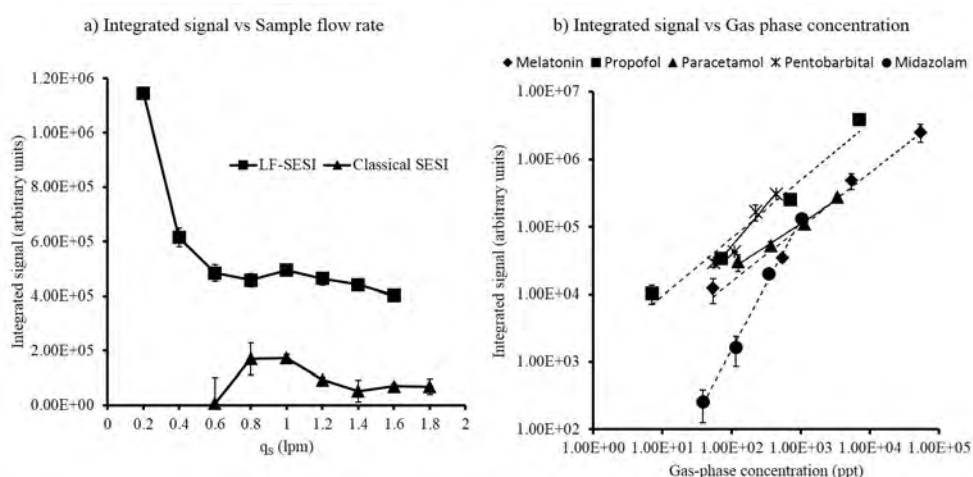 a) Integrated signal vs Sample flow rate
Integrated signal (arbitrary units)
1.20E+06
1.00E+06
8.00E+05
6.00E+05
4.00E+05
2.00E+05
0.00E+00
LF-SESI
Classical SESI
0 0.2 0.4 0.6 0.8 1 1.2 1.4 1.6 1.8 2
qs (lpm)
b) Integrated signal vs Gas phase concentration
Melatonin Propofol Paracetamol Pentobarbital Midazolam
Integrated signal (arbitrary units)
1.00E+07
1.00E+06
1.00E+05
1.00E+04
1.00E+03
1.00E+02
1.00E+00 1.00E+01 1.00E+02 1.00E+03 1.00E+04 1.00E+05
Gas-phase concentration (ppt)